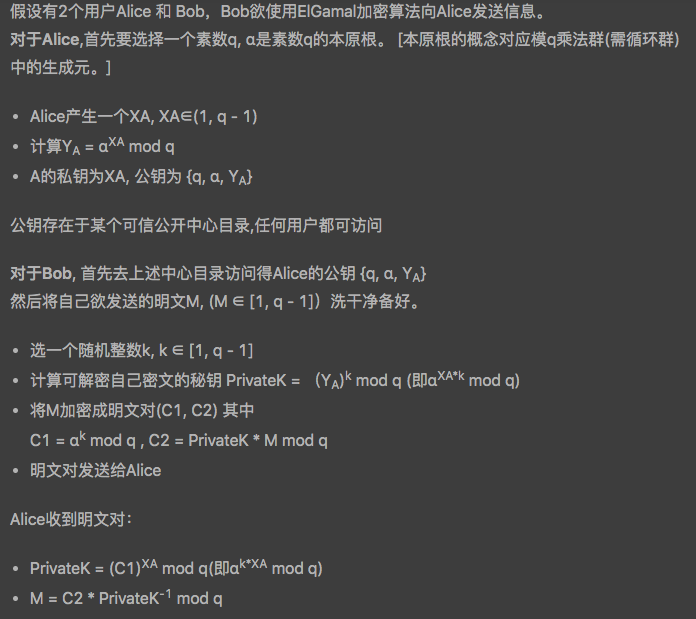 假设有2个用户Alice 和 Bob，Bob欲使用ElGamal加密算法向Alice发送信息。
对于Alice,首先要选择一个素数q, α是素数q的本原根。 [本原根的概念对应模q乘法群(需循环群)
中的生成元。]
• Alice产生一个XA, XA∈(1, q - 1)
• 计算Y_A = α^XA mod q
• A的私钥为XA, 公钥为 {q, α, Y_A}
公钥存在于某个可信公开中心目录,任何用户都可访问
对于Bob, 首先去上述中心目录访问得Alice的公钥 {q, α, Y_A}
然后将自己欲发送的明文M, (M ∈ [1, q - 1]）洗干净备好。
• 选一个随机整数k, k ∈ [1, q - 1]
• 计算可解密自己密文的秘钥 PrivateK = （Y_A)^k mod q (即α^XA*k mod q)
• 将M加密成明文对(C1, C2) 其中
C1 = α^k mod q , C2 = PrivateK * M mod q
• 明文对发送给Alice
Alice收到明文对：
• PrivateK = (C1)^XA mod q(即α^k*XA mod q)
• M = C2 * PrivateK^-1 mod q